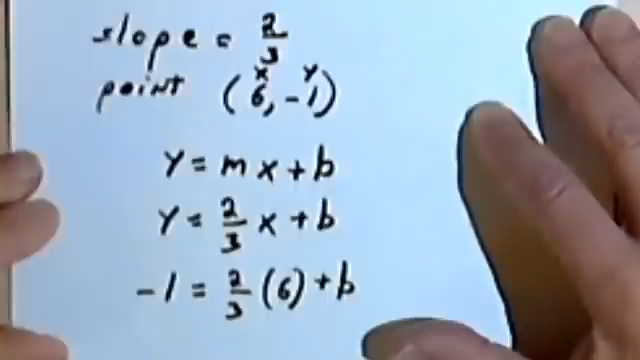 slope = 2/3
point (6, -1)
x y
y = mx + b
y = 2/3 x + b
-1 = 2/3 (6) + b